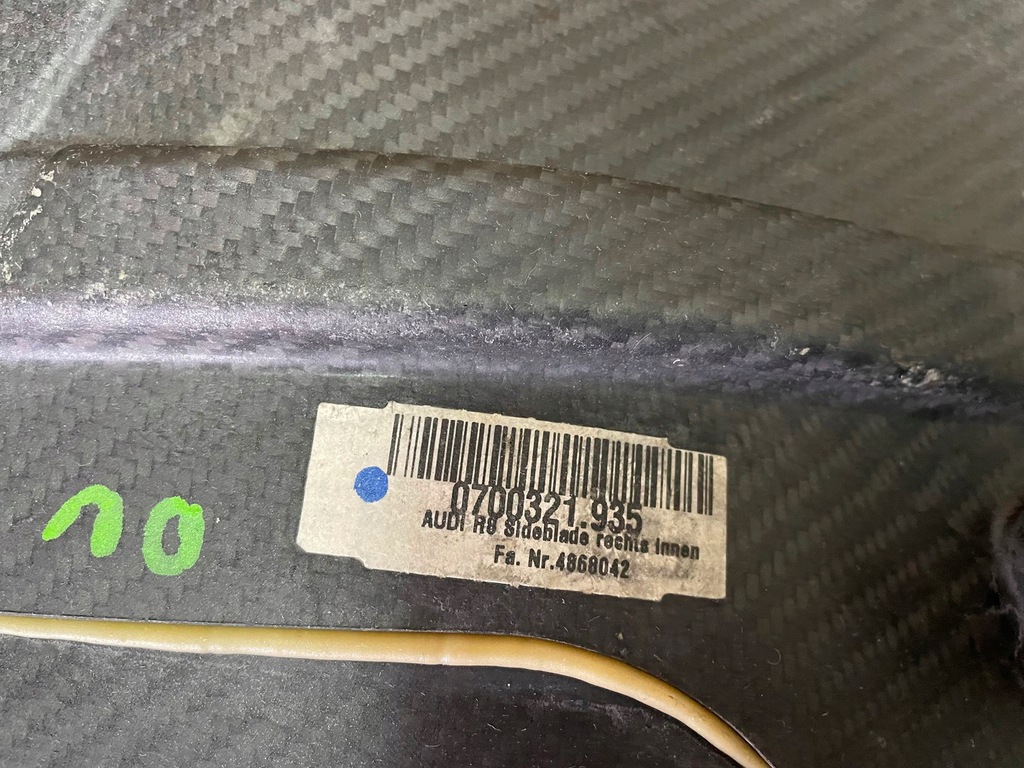 0700321.935
AUDI R8 Sideblade rechts innen
Fa. Nr.4868042
10